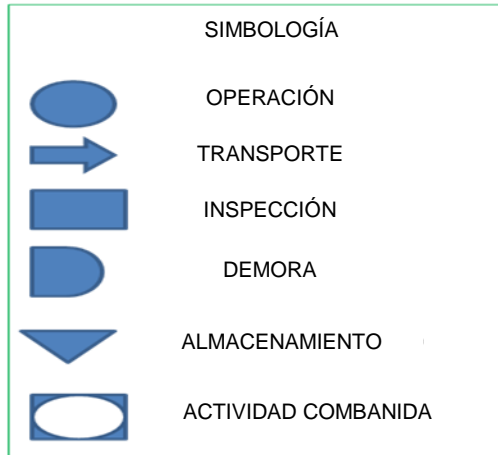 SIMBOLOGÍA
OPERACIÓN
TRANSPORTE
INSPECCIÓN
DEMORA
ALMACENAMIENTO
ACTIVIDAD COMBANIDA